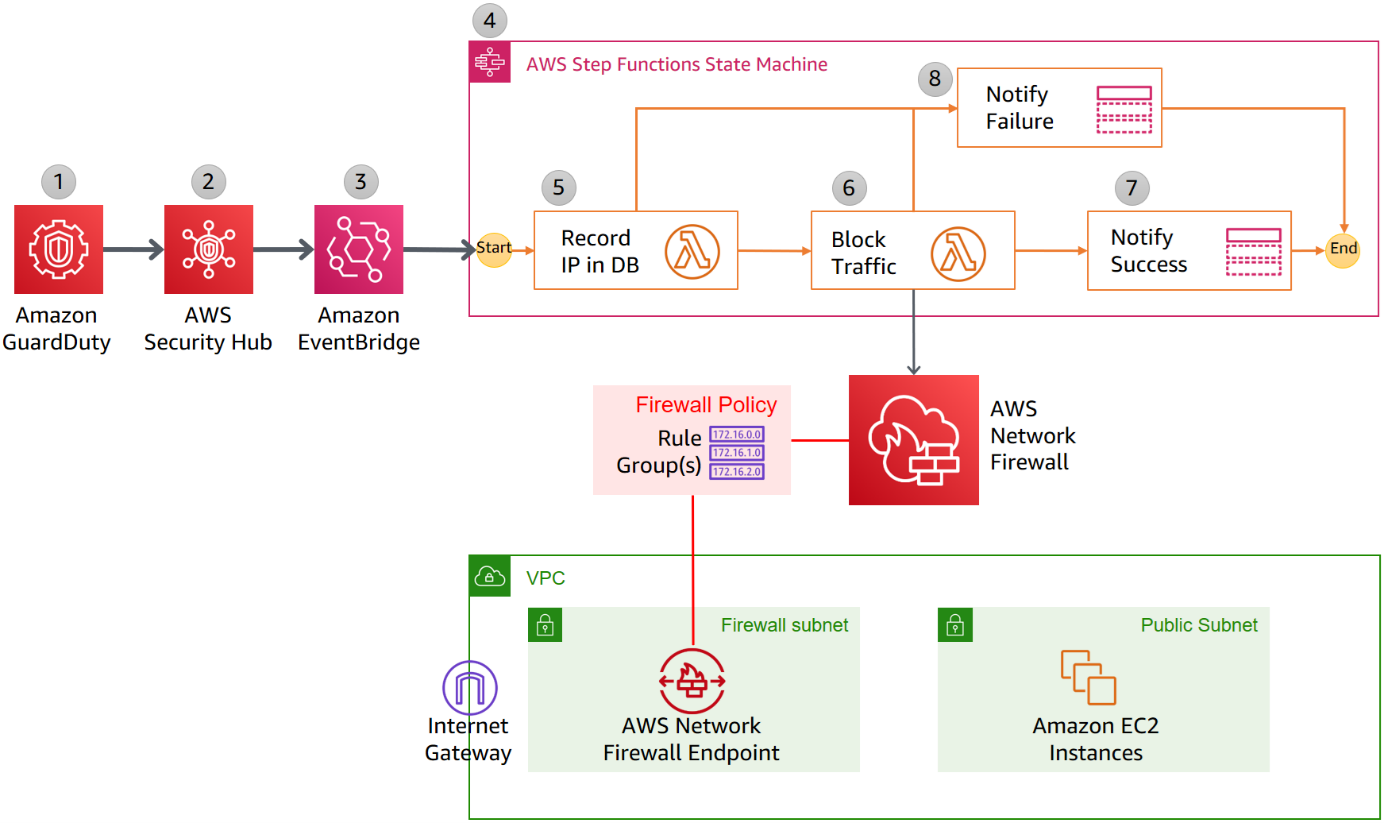 4
AWS Step Functions State Machine
8
Notify
Failure
1
2
3
5
6
7
Start
Record
IP in DB
Block
Traffic
Notify
Success
End
Amazon
GuardDuty
AWS
Security Hub
Amazon
EventBridge
Firewall Policy
Rule
Group(s)
172.16.0.0
172.16.1.0
172.16.2.0
AWS
Network
Firewall
VPC
Firewall subnet
Public Subnet
Internet
Gateway
AWS Network
Firewall Endpoint
Amazon EC2
Instances